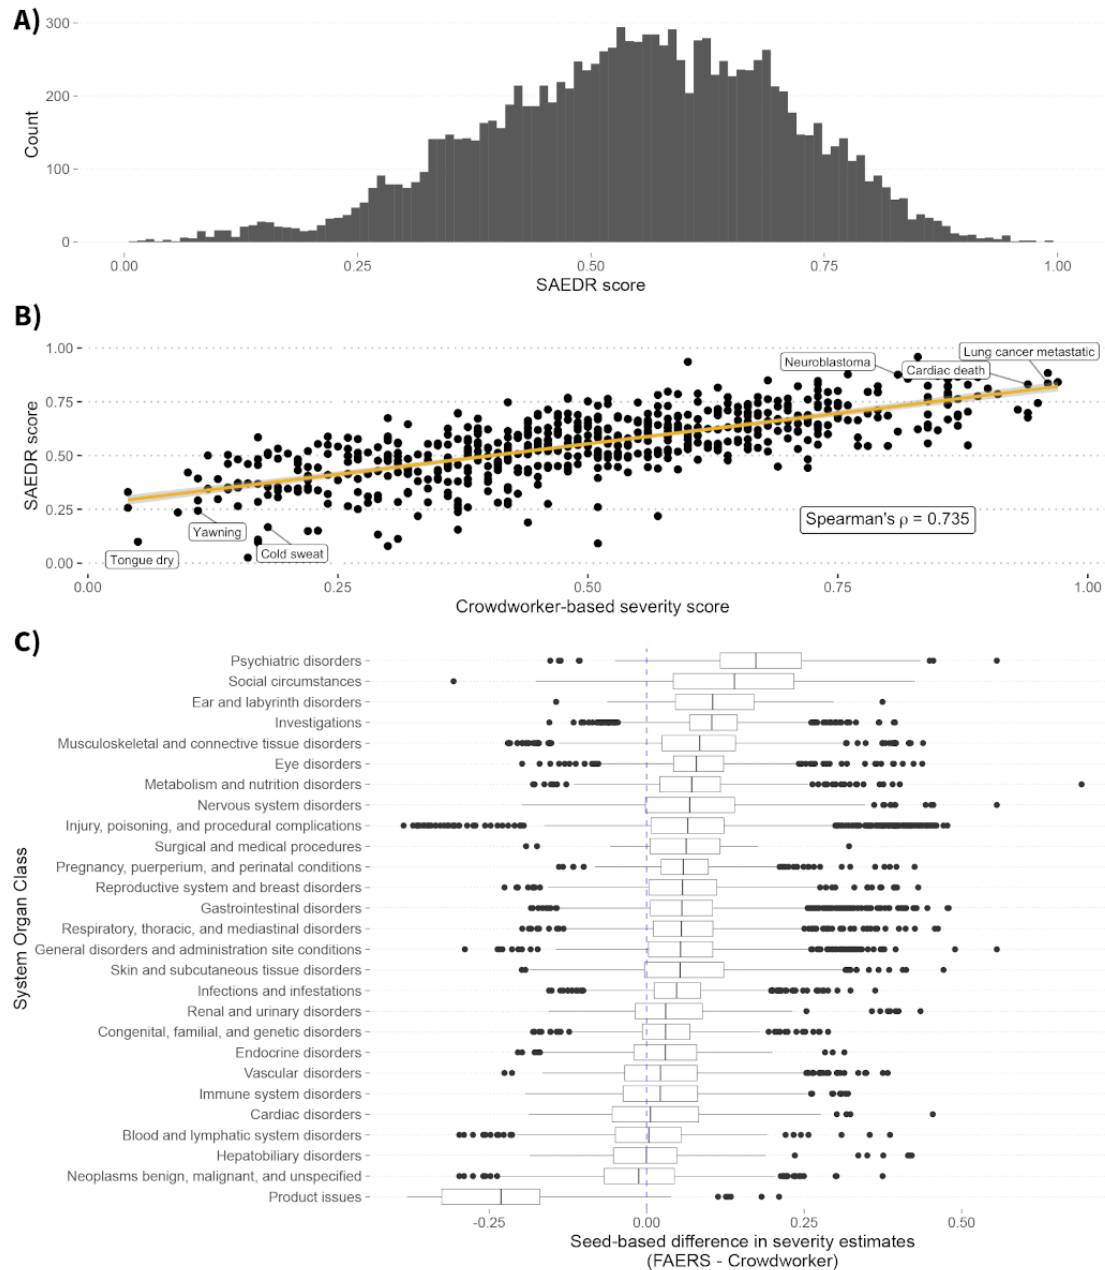 A)
300
200
100
0
Count
0.00 0.25 0.50 0.75 1.00
SAEDR score
B)
1.00
0.75
0.50
0.25
0.00
SAEDR score
Neuroblastoma
Lung cancer metastatic
Cardiac death
Yawning
Tongue dry
Cold sweat
Spearman's ρ = 0.735
0.00 0.25 0.50 0.75 1.00
Crowdworker-based severity score
C)
System Organ Class
Psychiatric disorders
Social circumstances
Ear and labyrinth disorders
Investigations
Musculoskeletal and connective tissue disorders
Eye disorders
Metabolism and nutrition disorders
Nervous system disorders
Injury, poisoning, and procedural complications
Surgical and medical procedures
Pregnancy, puerperium, and perinatal conditions
Reproductive system and breast disorders
Gastrointestinal disorders
Respiratory, thoracic, and mediastinal disorders
General disorders and administration site conditions
Skin and subcutaneous tissue disorders
Infections and infestations
Renal and urinary disorders
Congenital, familial, and genetic disorders
Endocrine disorders
Vascular disorders
Immune system disorders
Cardiac disorders
Blood and lymphatic system disorders
Hepatobiliary disorders
Neoplasms benign, malignant, and unspecified
Product issues
-0.25 0.00 0.25 0.50
Seed-based difference in severity estimates
(FAERS - Crowdworker)